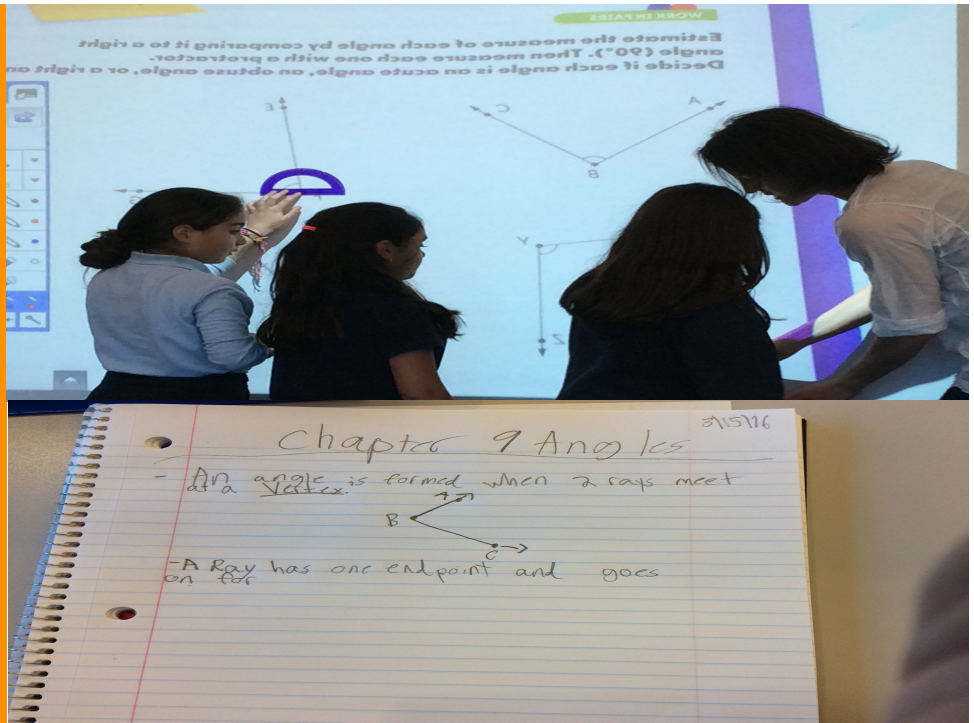 WORK IN PAIRS
Estimate the measure of each angle by comparing it to a right
angle (90°). Then measure each one with a protractor.
Decide if each angle is an acute angle, an obtuse angle, or a right an
E
C
A
B
Y
Z
3/15/16
Chapter 9 Angles
- An angle is formed when 2 rays meet
at a vertex.
A
B
C
-A Ray has one endpoint and goes
on for